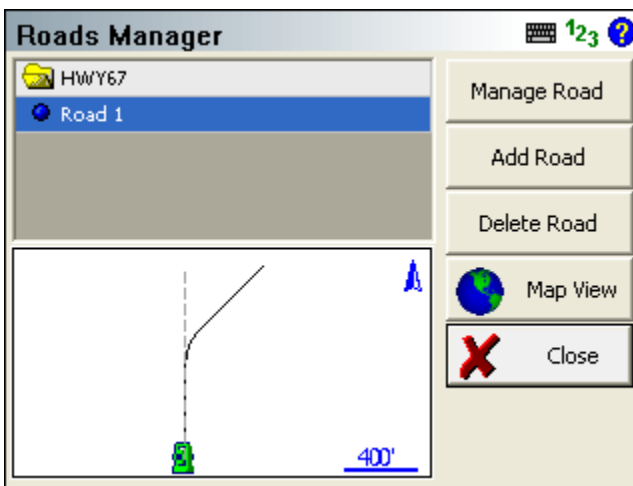 Roads Manager
123
?
HWY67
Road 1
Manage Road
Add Road
Delete Road
Map View
Close
400'